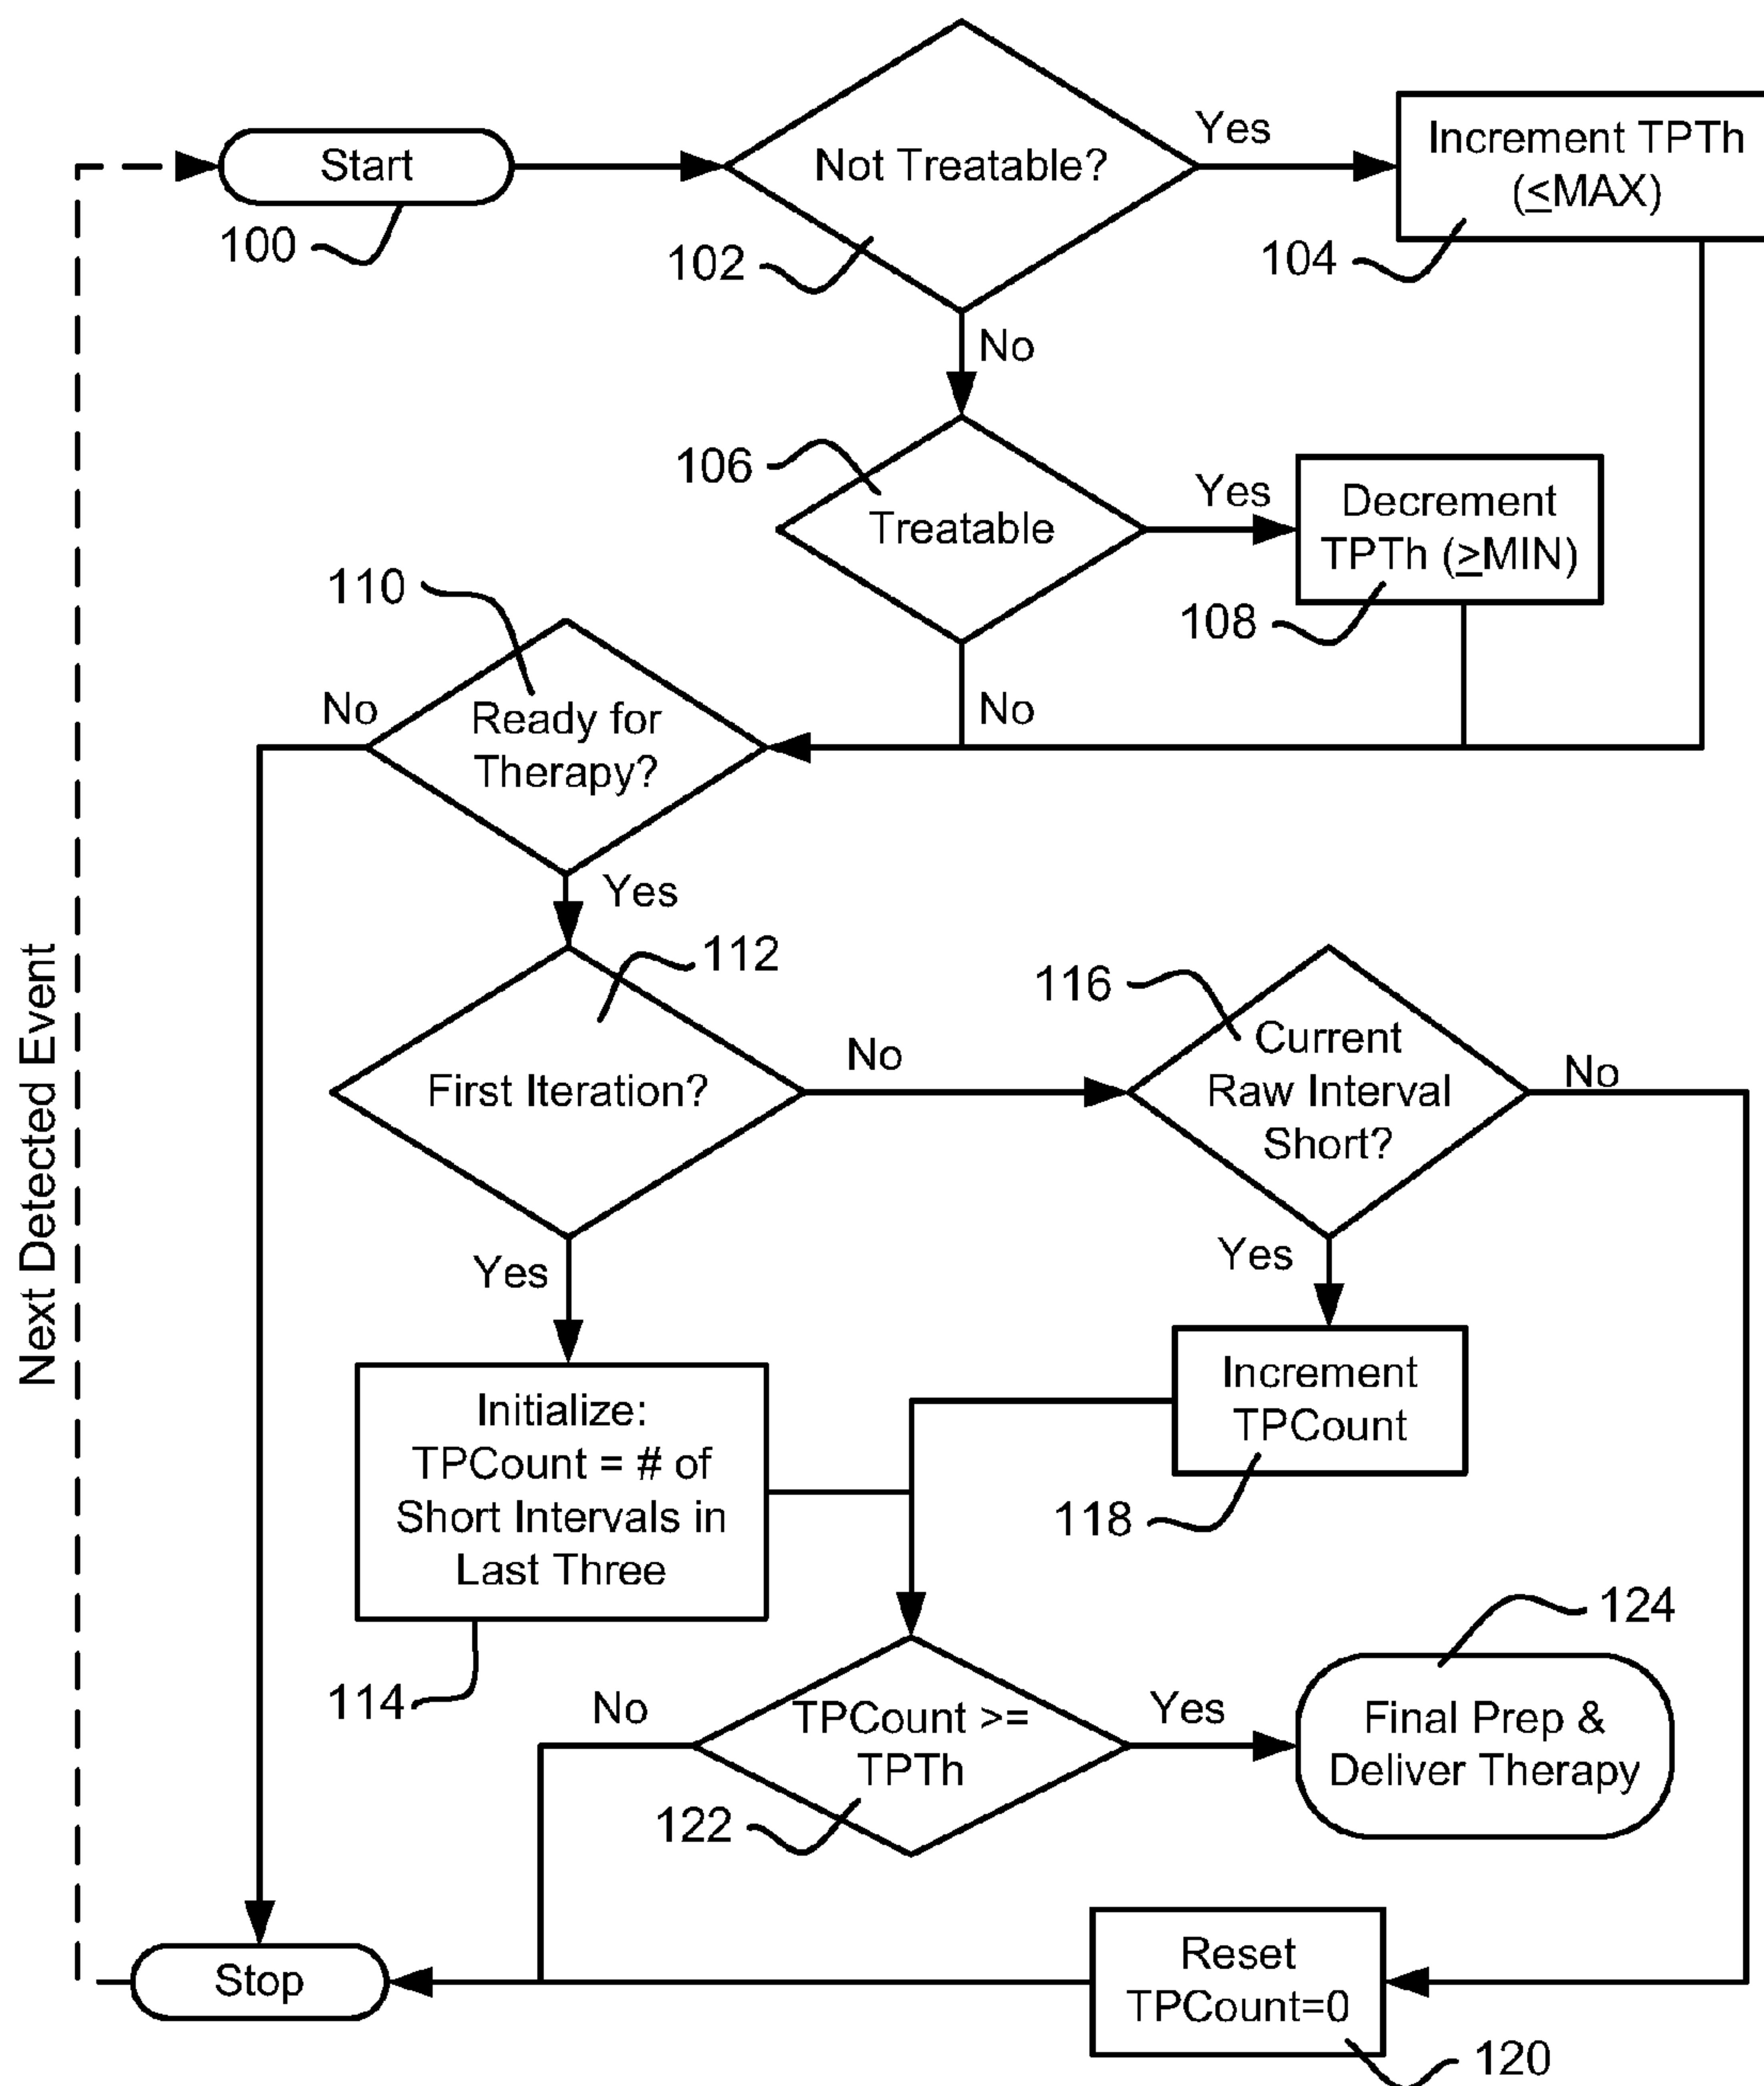 Start
100
Not Treatable?
102
Yes
Increment TPTh
(≤MAX)
104
No
106
Treatable
Yes
Decrement
TPTh (≥MIN)
108
110
No
Ready for
Therapy?
No
Yes
112
First Iteration?
No
116
Current
Raw Interval
Short?
No
Yes
Yes
Initialize:
TPCount = # of
Short Intervals in
Last Three
114
Increment
TPCount
118
124
No
TPCount >=
TPTh
122
Yes
Final Prep &
Deliver Therapy
Stop
Reset
TPCount=0
120
Next Detected Event